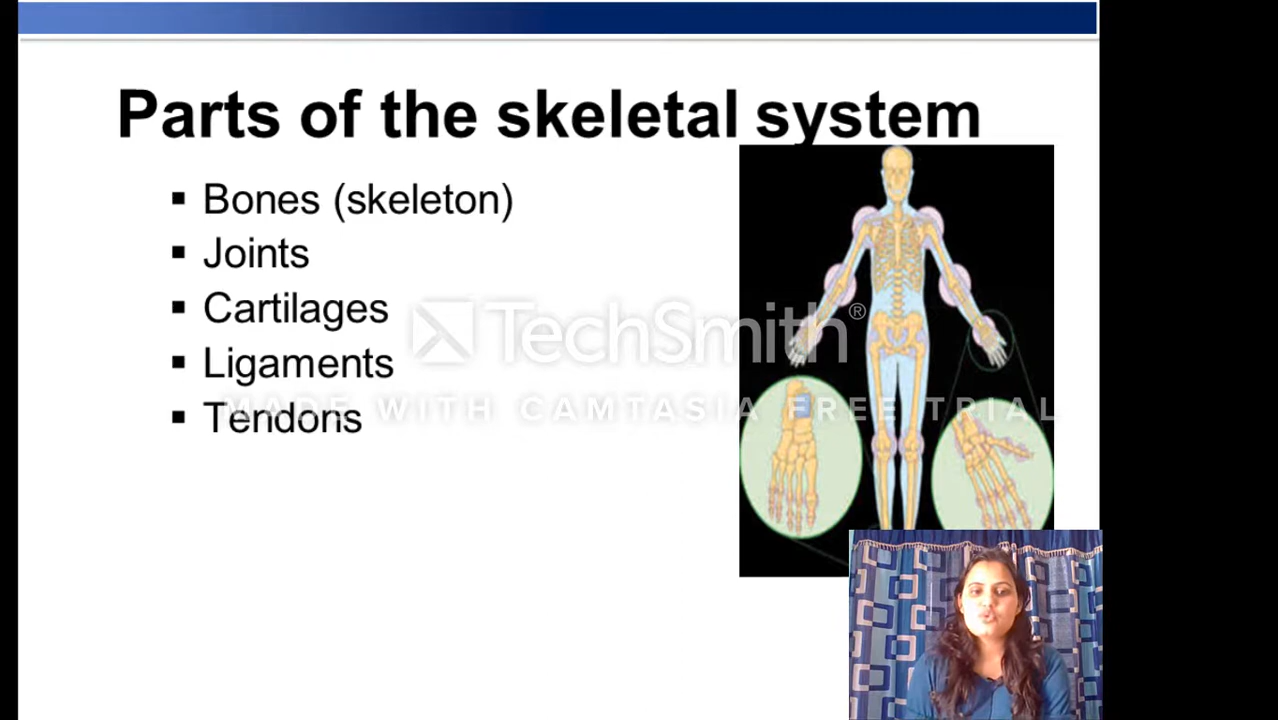 Parts of the skeletal system
▪ Bones (skeleton)
▪ Joints
▪ Cartilages
▪ Ligaments
▪ Tendons
TechSmith®
MADE WITH CAMTASIA FREE TRIAL